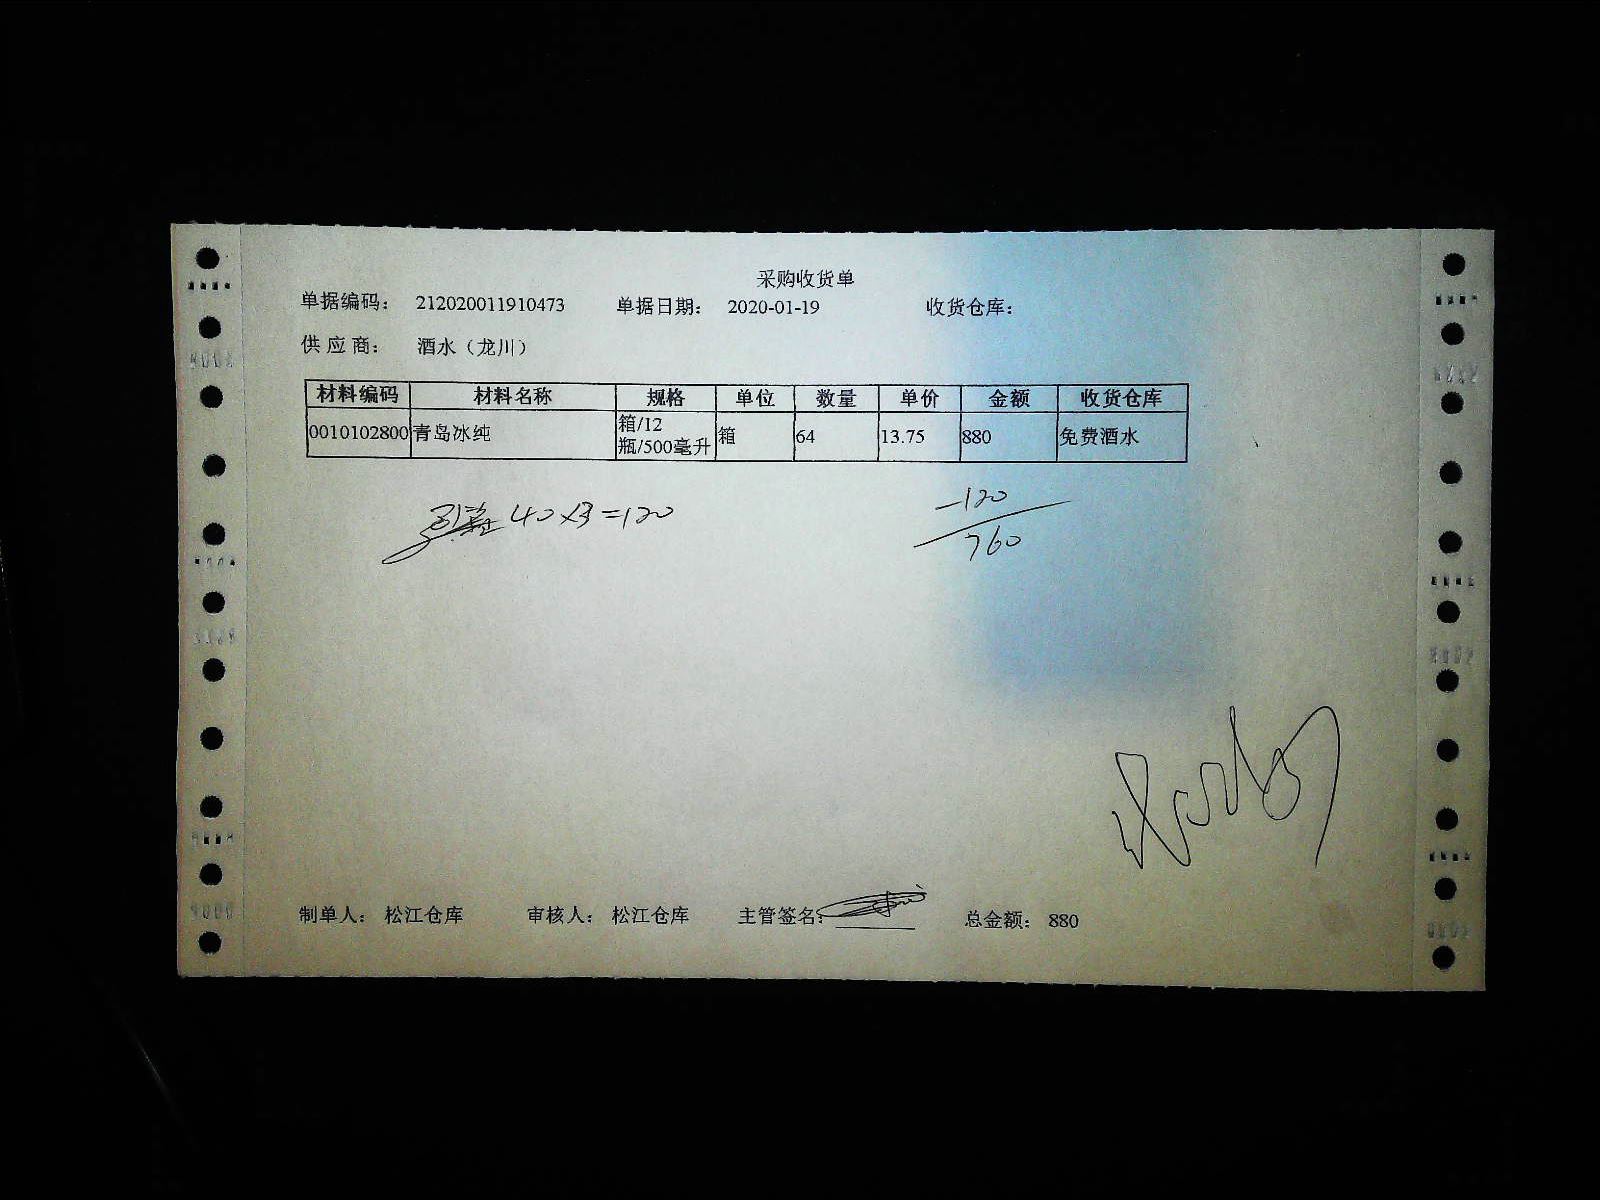 采购收货单
单据编码： 212020011910473 单据日期： 2020-01-19 收货仓库：
供 应 商： 酒水（龙川）
材料编码 材料名称 规格 单位 数量 单价 金额 收货仓库
0010102800 青岛冰纯 箱/12瓶/500毫升 箱 64 13.75 880 免费酒水
40×3=120
-120
760
制单人： 松江仓库 审核人： 松江仓库 主管签名： 总金额： 880